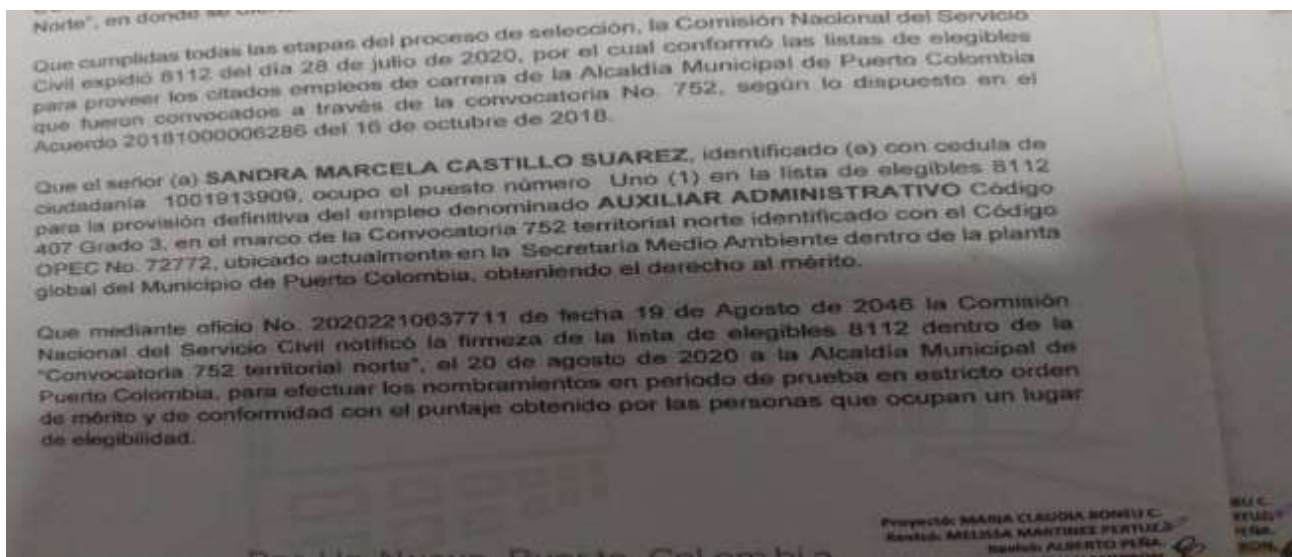 Norte", en donde se
Que cumplidas todas las etapas del proceso de selección, la Comisión Nacional del Servicio
Civil expidió 8112 del día 28 de julio de 2020, por el cual conformó las listas de elegibles
para proveer los citados empleos de carrera de la Alcaldía Municipal de Puerto Colombia
que fueron convocados a través de la convocatoria No. 752, según lo dispuesto en el
Acuerdo 20181000006286 del 16 de octubre de 2018.
Que el señor (a) SANDRA MARCELA CASTILLO SUAREZ, identificado (a) con cedula de
ciudadanía 1001913909, ocupo el puesto número Uno (1) en la lista de elegibles 8112
para la provisión definitiva del empleo denominado AUXILIAR ADMINISTRATIVO Código
407 Grado 3, en el marco de la Convocatoria 752 territorial norte identificado con el Código
OPEC No. 72772, ubicado actualmente en la Secretaria Medio Ambiente dentro de la planta
global del Municipio de Puerto Colombia, obteniendo el derecho al mérito.
Que mediante oficio No. 20202210637711 de fecha 19 de Agosto de 2046 la Comisión
Nacional del Servicio Civil notificó la firmeza de la lista de elegibles 8112 dentro de la
"Convocatoria 752 territorial norte", el 20 de agosto de 2020 a la Alcaldía Municipal de
Puerto Colombia, para efectuar los nombramientos en periodo de prueba en estricto orden
de mérito y de conformidad con el puntaje obtenido por las personas que ocupan un lugar
de elegibilidad.
Proyectó: MARIA CLAUDIA C.
Revisó: MELISSA MARTINEZ
Revisó: ALBERTO PEÑA
Por Un Nuevo Puerto Colombia